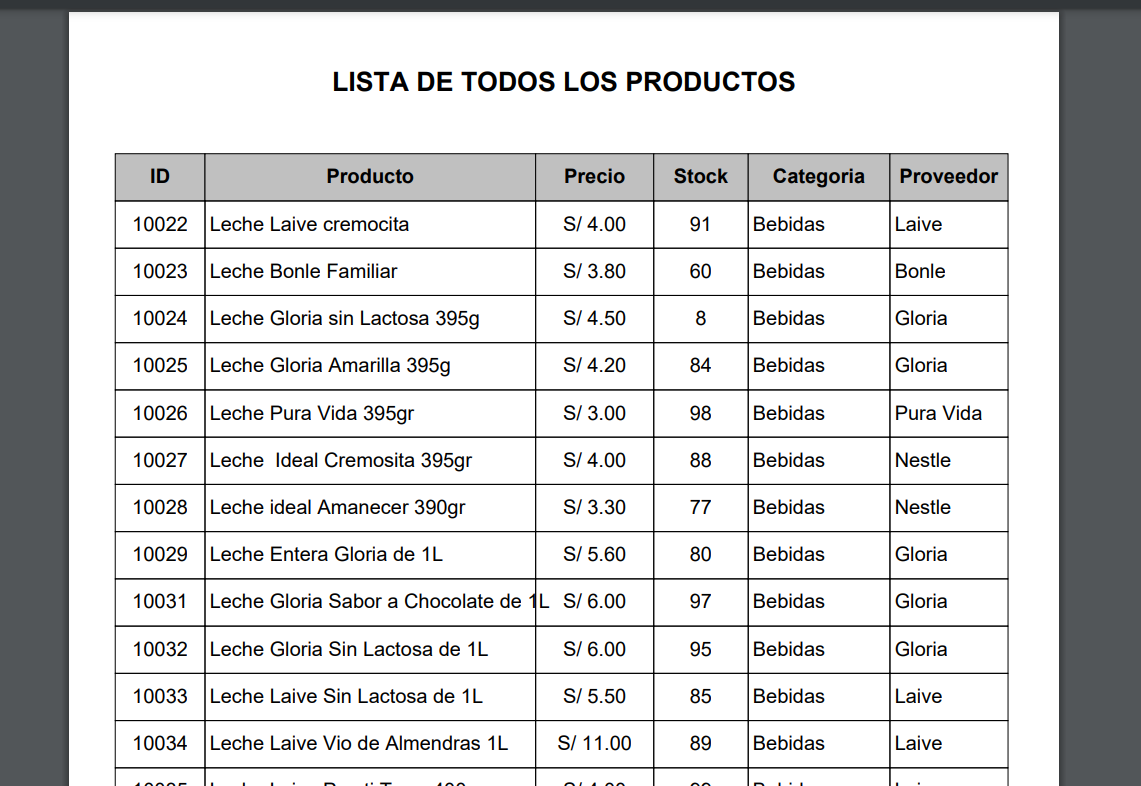 LISTA DE TODOS LOS PRODUCTOS
ID Producto Precio Stock Categoria Proveedor
10022 Leche Laive cremocita S/ 4.00 91 Bebidas Laive
10023 Leche Bonle Familiar S/ 3.80 60 Bebidas Bonle
10024 Leche Gloria sin Lactosa 395g S/ 4.50 8 Bebidas Gloria
10025 Leche Gloria Amarilla 395g S/ 4.20 84 Bebidas Gloria
10026 Leche Pura Vida 395gr S/ 3.00 98 Bebidas Pura Vida
10027 Leche  Ideal Cremosita 395gr S/ 4.00 88 Bebidas Nestle
10028 Leche ideal Amanecer 390gr S/ 3.30 77 Bebidas Nestle
10029 Leche Entera Gloria de 1L S/ 5.60 80 Bebidas Gloria
10031 Leche Gloria Sabor a Chocolate de 1L S/ 6.00 97 Bebidas Gloria
10032 Leche Gloria Sin Lactosa de 1L S/ 6.00 95 Bebidas Gloria
10033 Leche Laive Sin Lactosa de 1L S/ 5.50 85 Bebidas Laive
10034 Leche Laive Vio de Almendras 1L S/ 11.00 89 Bebidas Laive